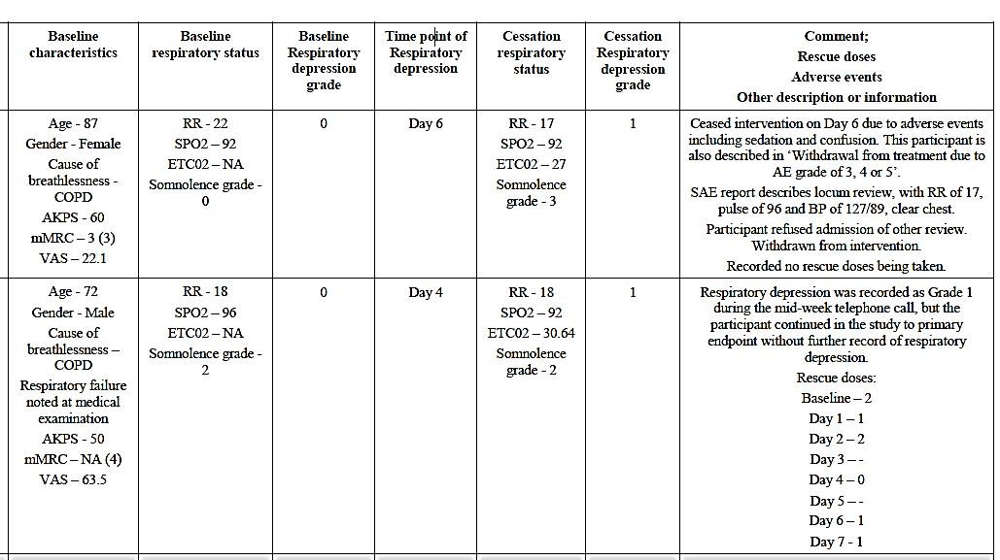 Baseline
characteristics
Baseline
respiratory status
Baseline
Respiratory
depression
grade
Time point of
Respiratory
depression
Cessation
respiratory
status
Cessation
Respiratory
depression
grade
Comment;
Rescue doses
Adverse events
Other description or information
Age - 87
Gender - Female
Cause of
breathlessness -
COPD
AKPS - 60
mMRC – 3 (3)
VAS – 22.1
RR - 22
SPO2 – 92
ETC02 – NA
Somnolence grade -
0
0
Day 6
RR - 17
SPO2 – 92
ETC02 – 27
Somnolence
grade - 3
1
Ceased intervention on Day 6 due to adverse events
including sedation and confusion. This participant is
also described in ‘Withdrawal from treatment due to
AE grade of 3, 4 or 5’.
SAE report describes locum review, with RR of 17,
pulse of 96 and BP of 127/89, clear chest.
Participant refused admission of other review.
Withdrawn from intervention.
Recorded no rescue doses being taken.
Age - 72
Gender - Male
Cause of
breathlessness –
COPD
Respiratory failure
noted at medical
examination
AKPS - 50
mMRC – NA (4)
VAS – 63.5
RR - 18
SPO2 – 96
ETC02 – NA
Somnolence grade -
2
0
Day 4
RR - 18
SPO2 – 92
ETC02 – 30.64
Somnolence
grade - 2
1
Respiratory depression was recorded as Grade 1
during the mid-week telephone call, but the
participant continued in the study to primary
endpoint without further record of respiratory
depression.
Rescue doses:
Baseline – 2
Day 1 – 1
Day 2 – 2
Day 3 – -
Day 4 – 0
Day 5 – -
Day 6 – 1
Day 7 - 1